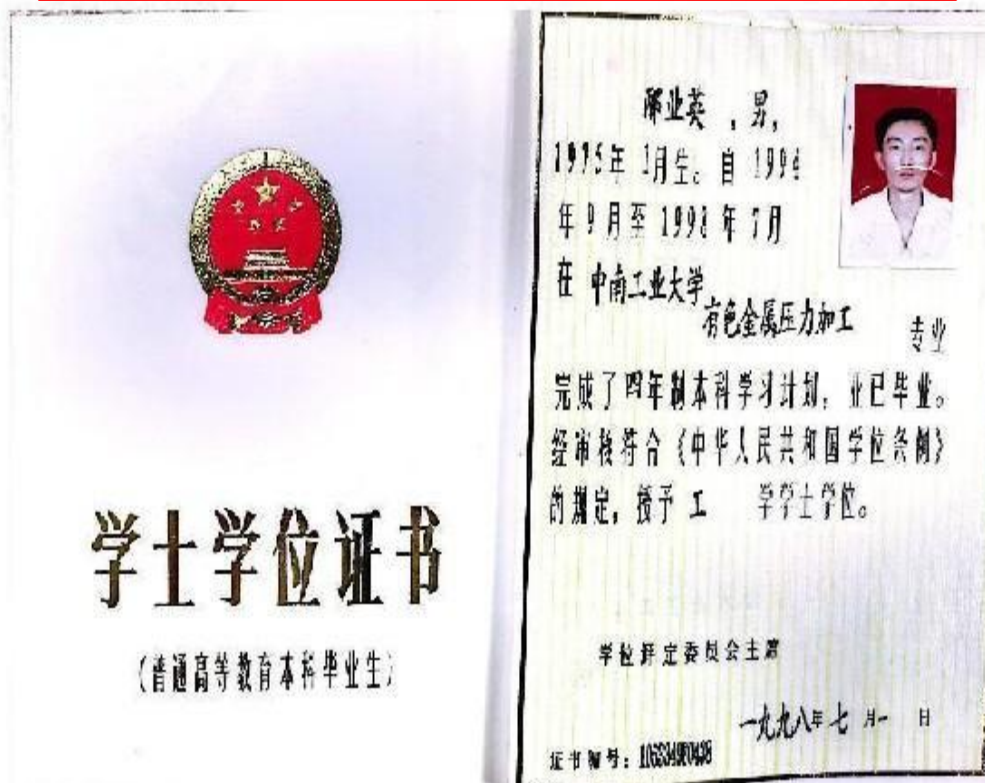 学士学位证书
(普通高等教育本科毕业生)
邢业英 , 男,
1975年 1月生。自 1994
年 9 月至 1998 年 7 月
在 中南工业大学
有色金属压力加工 专业
完成了四年制本科学习计划, 业已毕业。
经审核符合《中华人民共和国学位条例》
的规定, 授予 工 学学士学位。
学位评定委员会主席
一九九八年 七 月 一 日
证书编号: